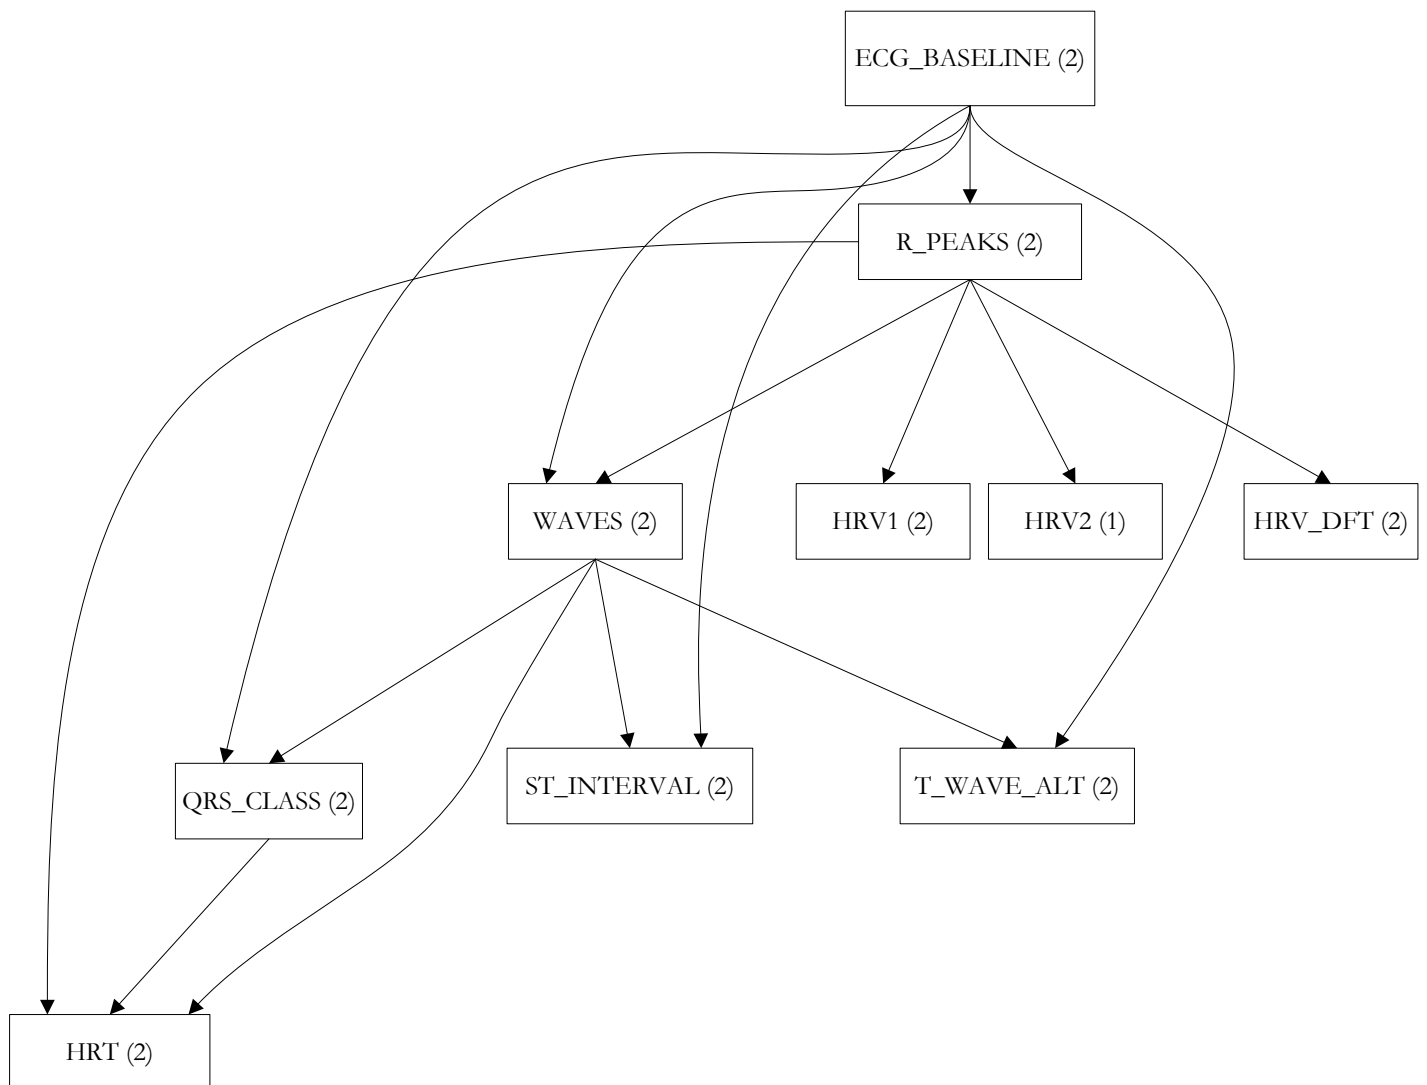 ECG_BASELINE (2)
R_PEAKS (2)
WAVES (2)
HRV1 (2)
HRV2 (1)
HRV_DFT (2)
QRS_CLASS (2)
ST_INTERVAL (2)
T_WAVE_ALT (2)
HRT (2)